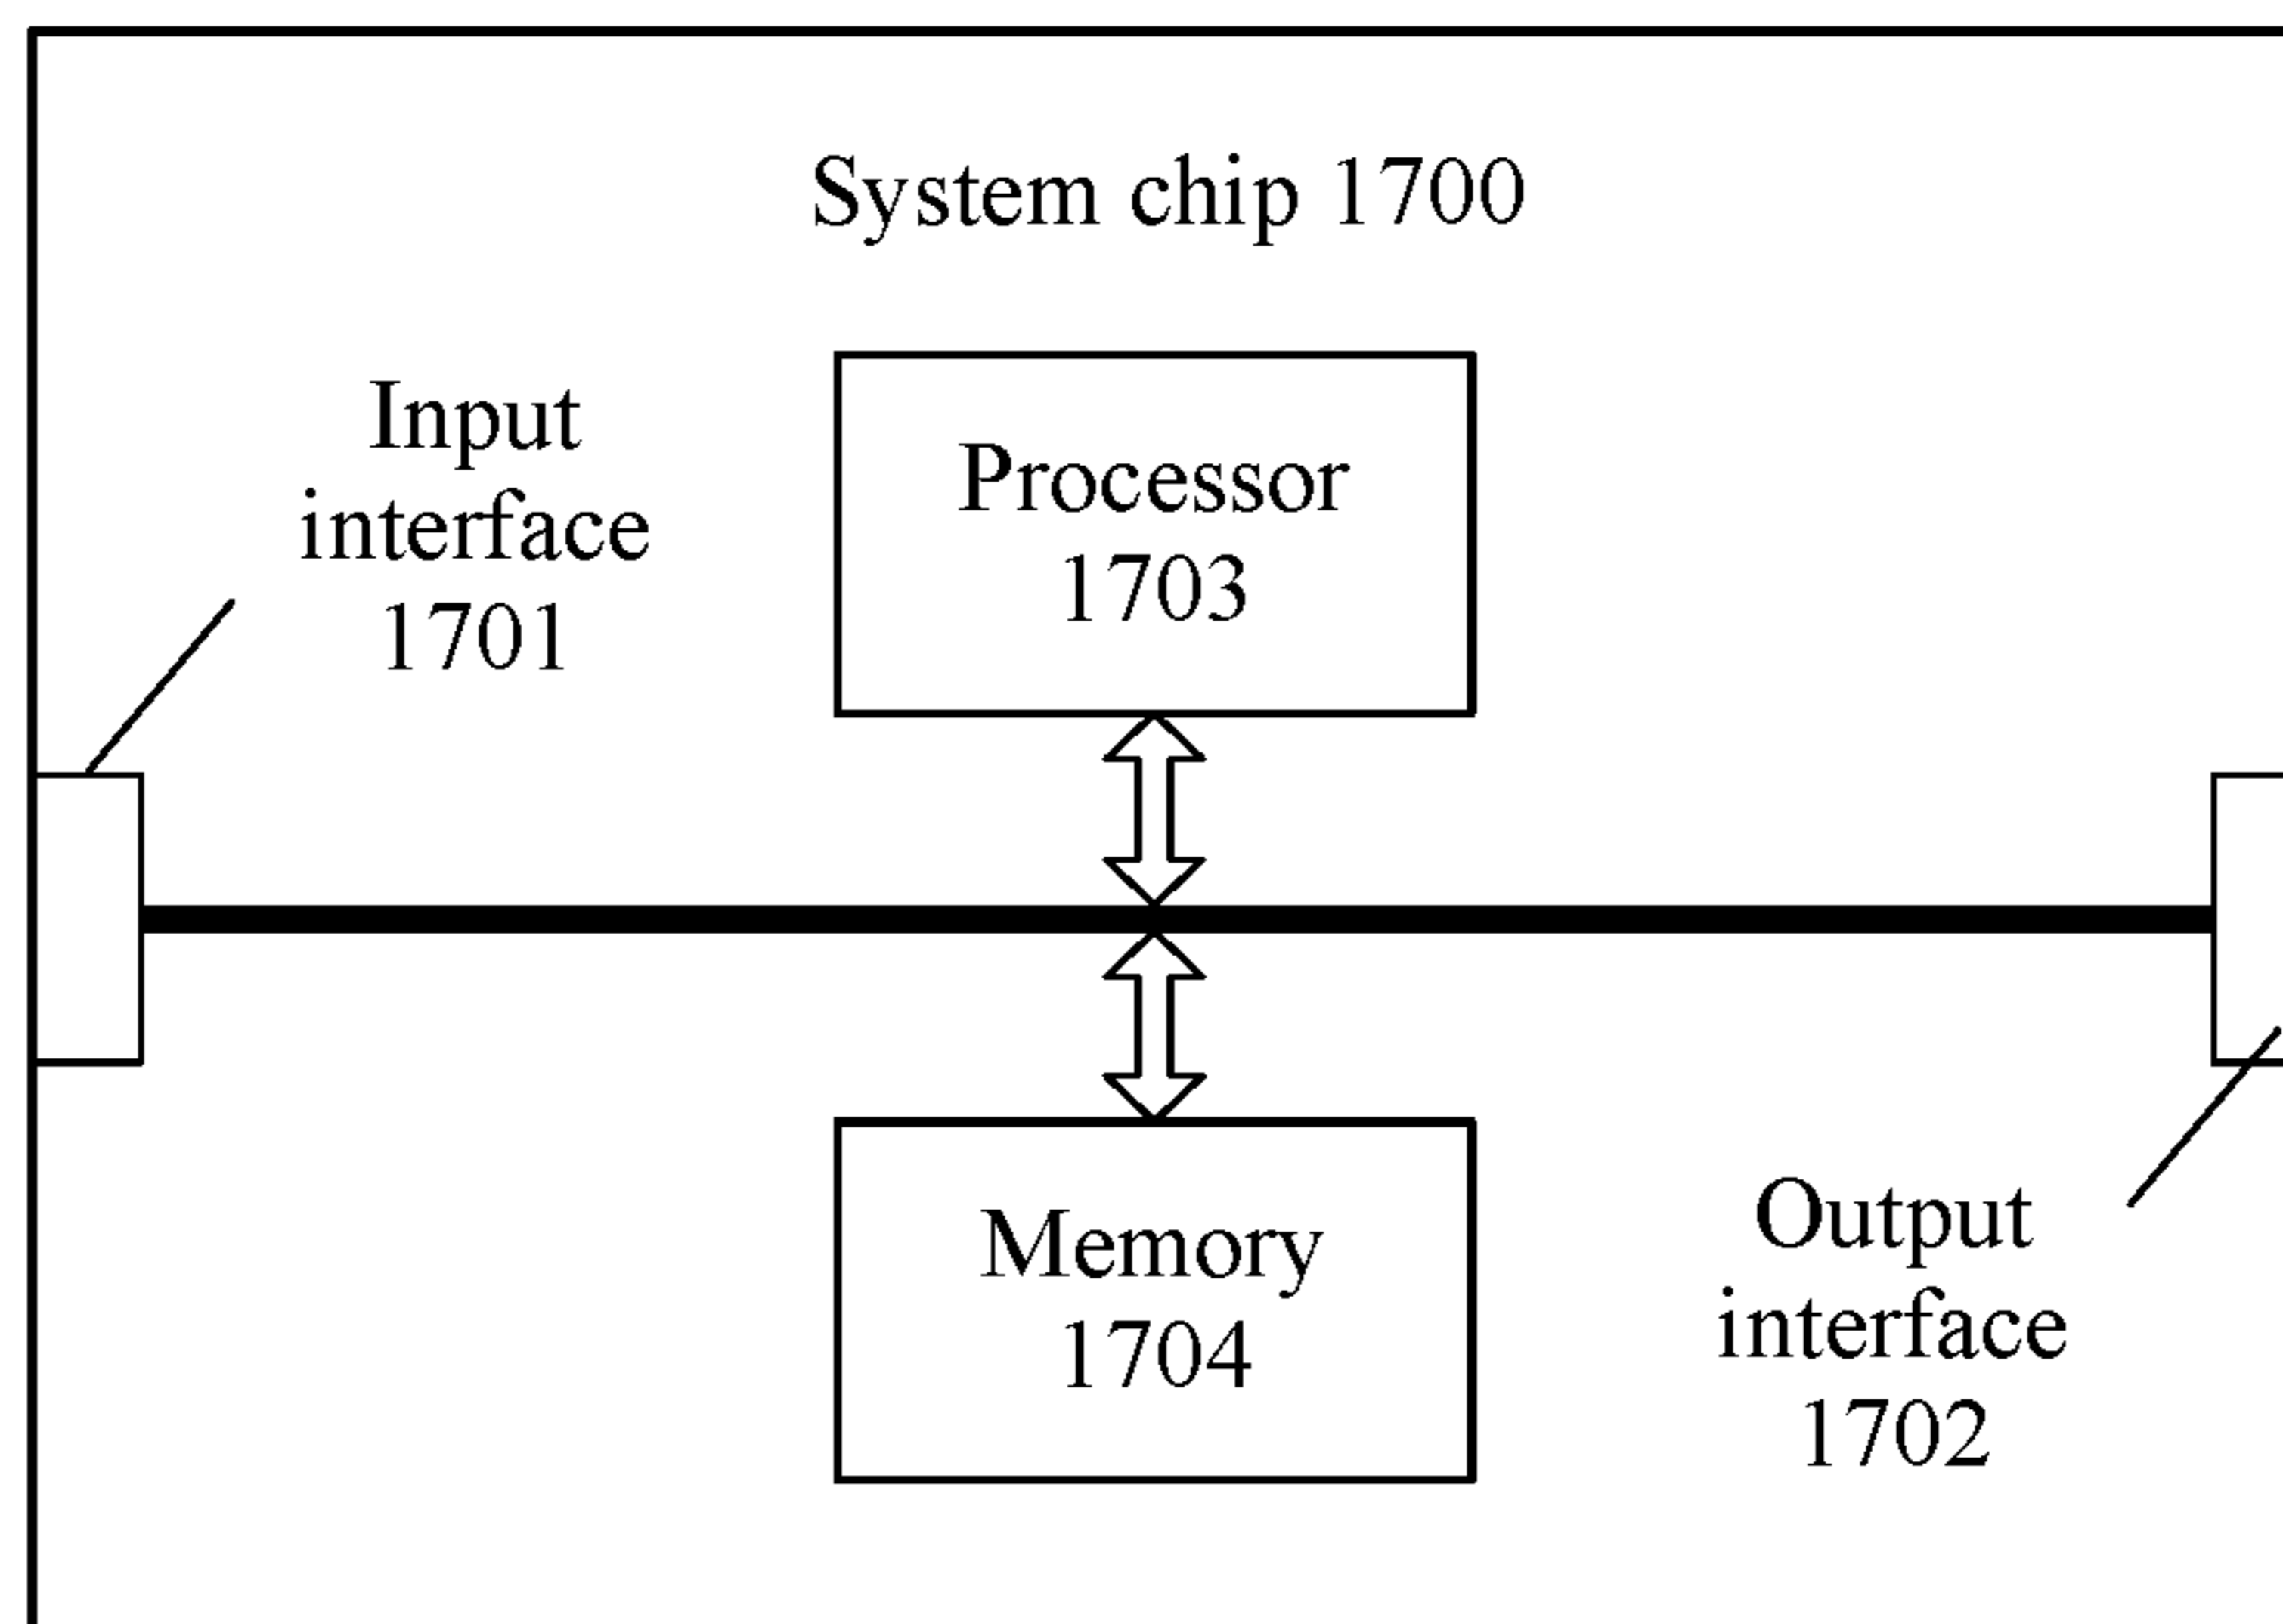 System chip 1700
Input
interface
1701
Processor
1703
Memory
1704
Output
interface
1702